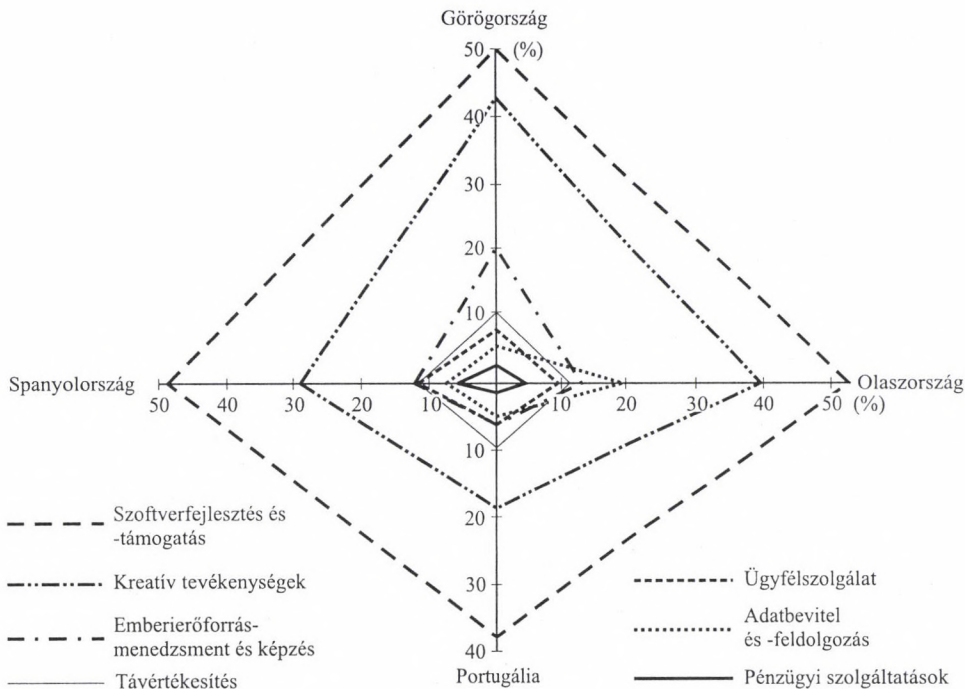 Görögország
50 (%)
40
30
20
10
Spanyolország
Olaszország
50 40 30 20 10 10 20 30 40 50 (%)
10
20
30
40
Portugália
Szoftverfejlesztés és
-támogatás
Kreatív tevékenységek
Emberierőforrás-
menedzsment és képzés
Távértékesítés
Ügyfélszolgálat
Adatbevitel
és -feldolgozás
Pénzügyi szolgáltatások